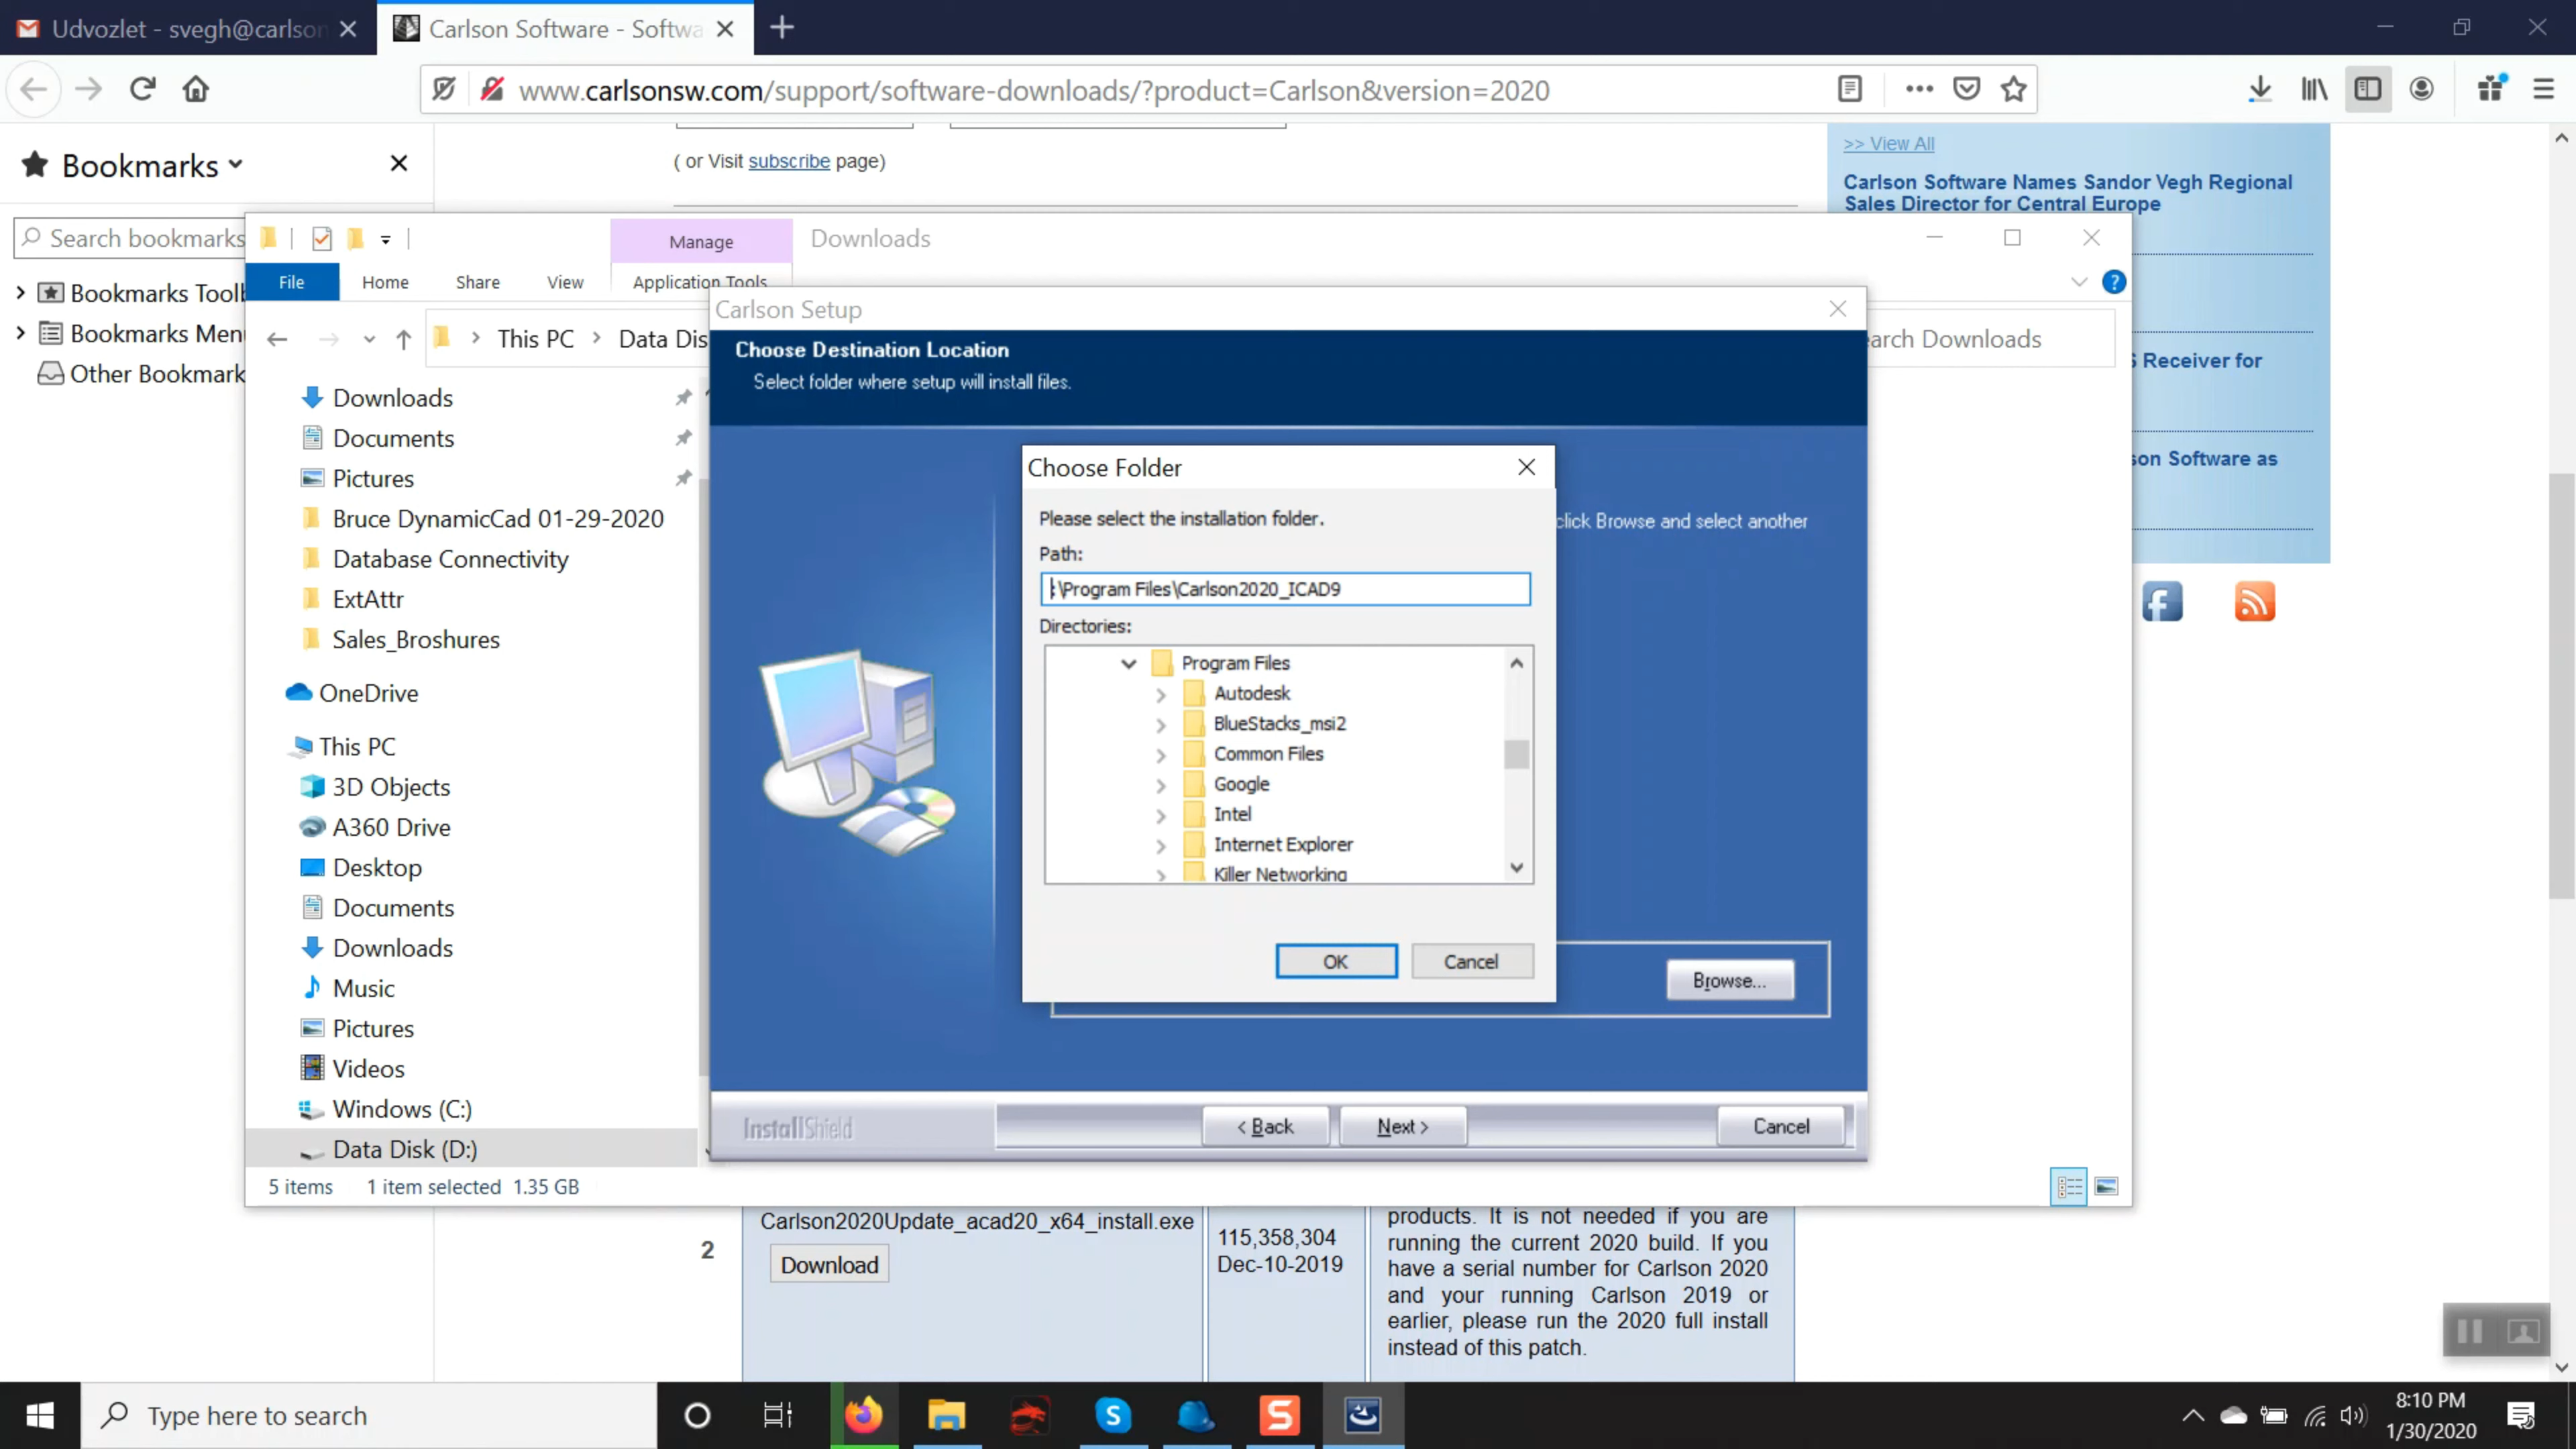 Udvozlet - svegh@carlson
Carlson Software - Softwa
www.carlsonsw.com/support/software-downloads/?product=Carlson&version=2020
Bookmarks
Search bookmarks
Bookmarks Toolb
Bookmarks Men
Other Bookmark
( or Visit subscribe page)
>> View All
Carlson Software Names Sandor Vegh Regional
Sales Director for Central Europe
S Receiver for
son Software as
Manage
Downloads
File
Home
Share
View
Application Tools
This PC
Data Dis
earch Downloads
Downloads
Documents
Pictures
Bruce DynamicCad 01-29-2020
Database Connectivity
ExtAttr
Sales_Broshures
OneDrive
This PC
3D Objects
A360 Drive
Desktop
Documents
Downloads
Music
Pictures
Videos
Windows (C:)
Data Disk (D:)
5 items
1 item selected 1.35 GB
Carlson Setup
Choose Destination Location
Select folder where setup will install files.
click Browse and select another
Choose Folder
Please select the installation folder.
Path:
:\Program Files\Carlson2020_ICAD9
Directories:
Program Files
Autodesk
BlueStacks_msi2
Common Files
Google
Intel
Internet Explorer
Killer Networking
OK
Cancel
Browse...
InstallShield
< Back
Next >
Cancel
2
Carlson2020Update_acad20_x64_install.exe
Download
115,358,304
Dec-10-2019
products. It is not needed if you are
running the current 2020 build. If you
have a serial number for Carlson 2020
and your running Carlson 2019 or
earlier, please run the 2020 full install
instead of this patch.
Type here to search
8:10 PM
1/30/2020